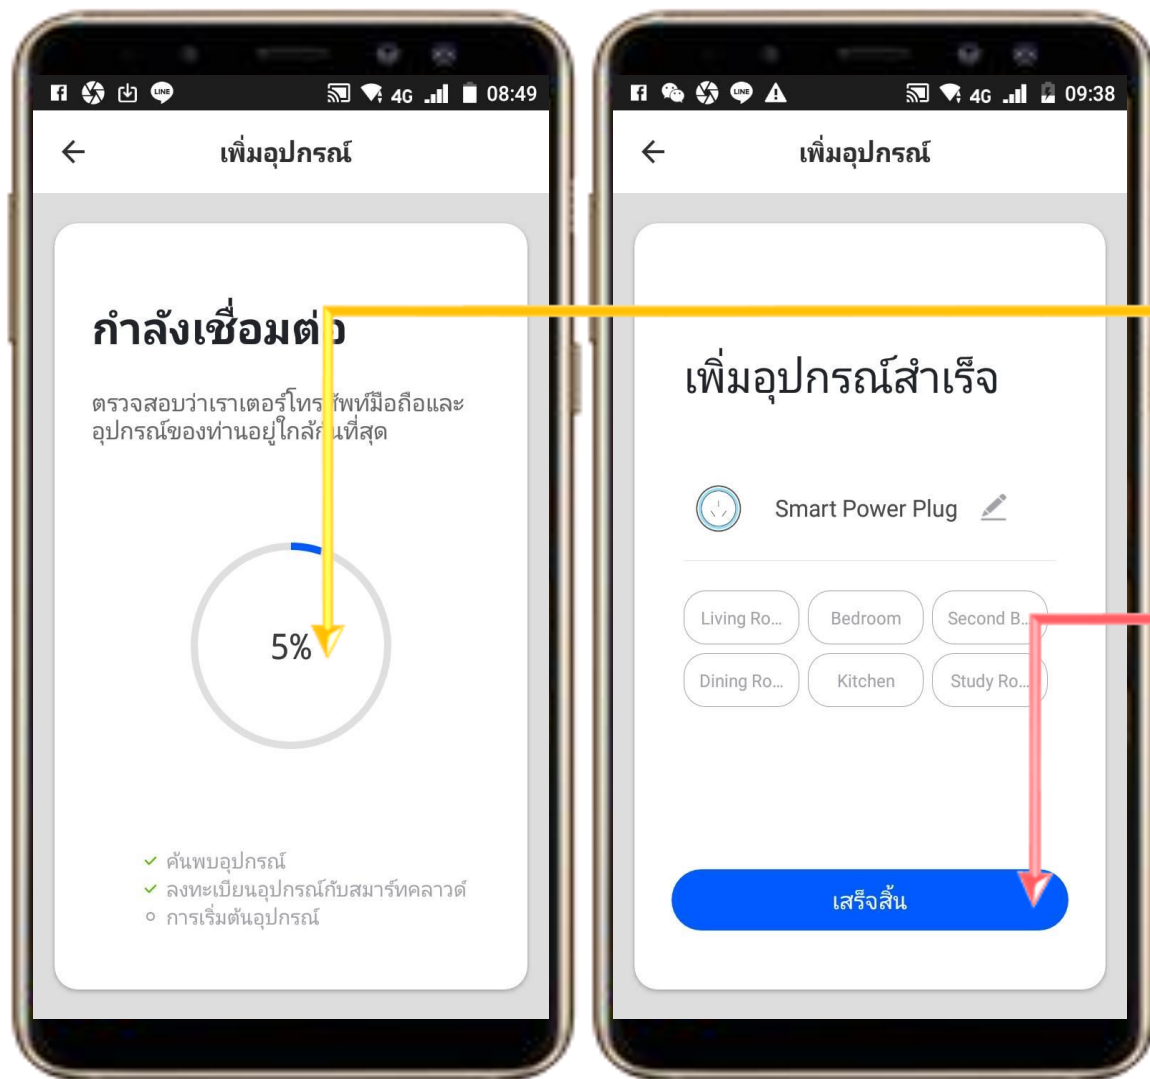 LINE
4G
08:49
เพิ่มอุปกรณ์
กำลังเชื่อมต่อ
ตรวจสอบว่าเราเตอร์โทรศัพท์มือถือและ
อุปกรณ์ของท่านอยู่ใกล้กันที่สุด
5%
ค้นพบอุปกรณ์
ลงทะเบียนอุปกรณ์กับสมาร์ทคลาวด์
การเริ่มต้นอุปกรณ์
LINE
4G
09:38
เพิ่มอุปกรณ์
เพิ่มอุปกรณ์สำเร็จ
Smart Power Plug
Living Ro...
Bedroom
Second B...
Dining Ro...
Kitchen
Study Ro...
เสร็จสิ้น